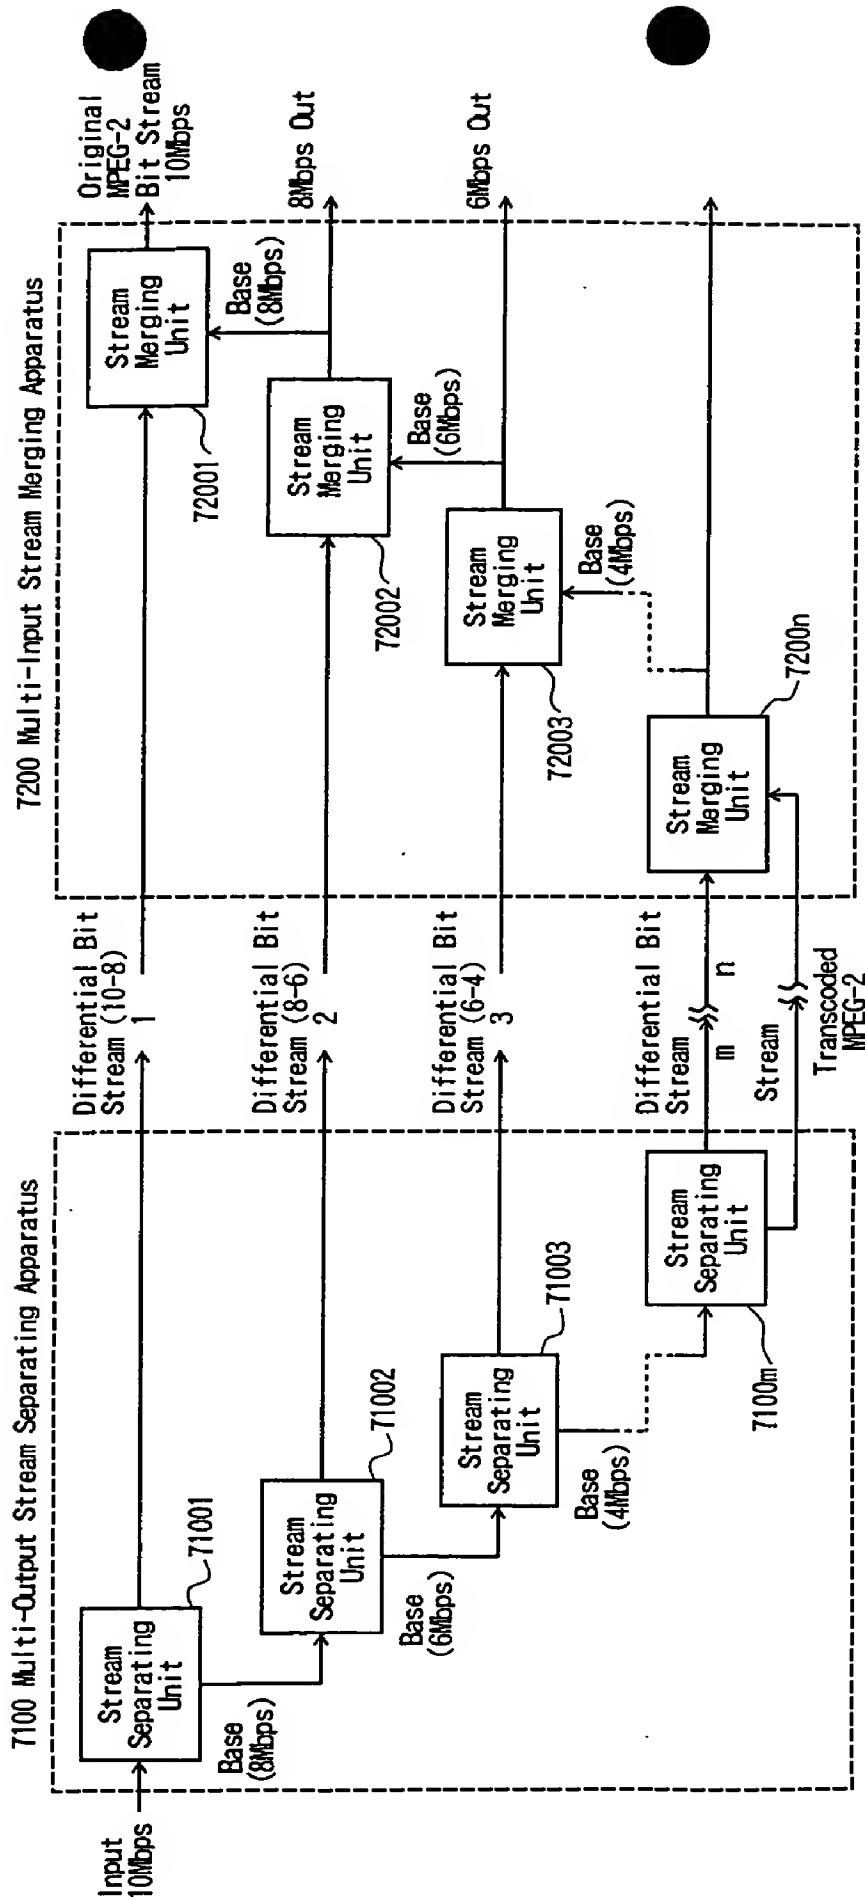 7100 Multi-Output Stream Separating Apparatus
Input
10Mbps
Stream
Separating
Unit
71001
Base
(8Mbps)
Stream
Separating
Unit
71002
Base
(6Mbps)
Stream
Separating
Unit
71003
Base
(4Mbps)
Stream
Separating
Unit
7100m
Differential Bit
Stream (10-8)
1
Differential Bit
Stream (8-6)
2
Differential Bit
Stream (6-4)
3
Differential Bit
Stream
m
n
Stream
Transcoded
MPEG-2
7200 Multi-Input Stream Merging Apparatus
Stream
Merging
Unit
72001
Base
(8Mbps)
Stream
Merging
Unit
72002
Base
(6Mbps)
Stream
Merging
Unit
72003
Base
(4Mbps)
Stream
Merging
Unit
7200n
Original
MPEG-2
Bit Stream
10Mbps
8Mbps Out
6Mbps Out